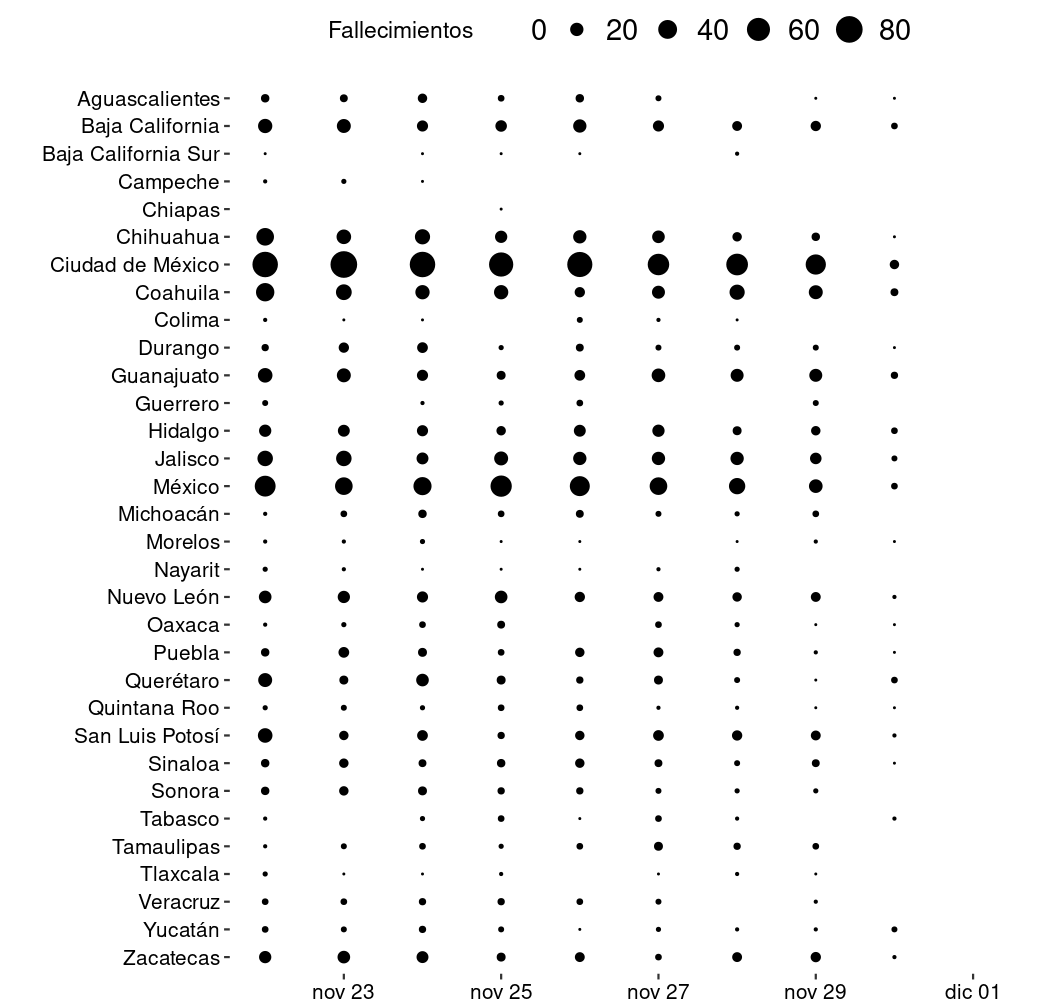 Fallecimientos 0 20 40 60 80
Aguascalientes
Baja California
Baja California Sur
Campeche
Chiapas
Chihuahua
Ciudad de México
Coahuila
Colima
Durango
Guanajuato
Guerrero
Hidalgo
Jalisco
México
Michoacán
Morelos
Nayarit
Nuevo León
Oaxaca
Puebla
Querétaro
Quintana Roo
San Luis Potosí
Sinaloa
Sonora
Tabasco
Tamaulipas
Tlaxcala
Veracruz
Yucatán
Zacatecas
nov 23 nov 25 nov 27 nov 29 dic 01